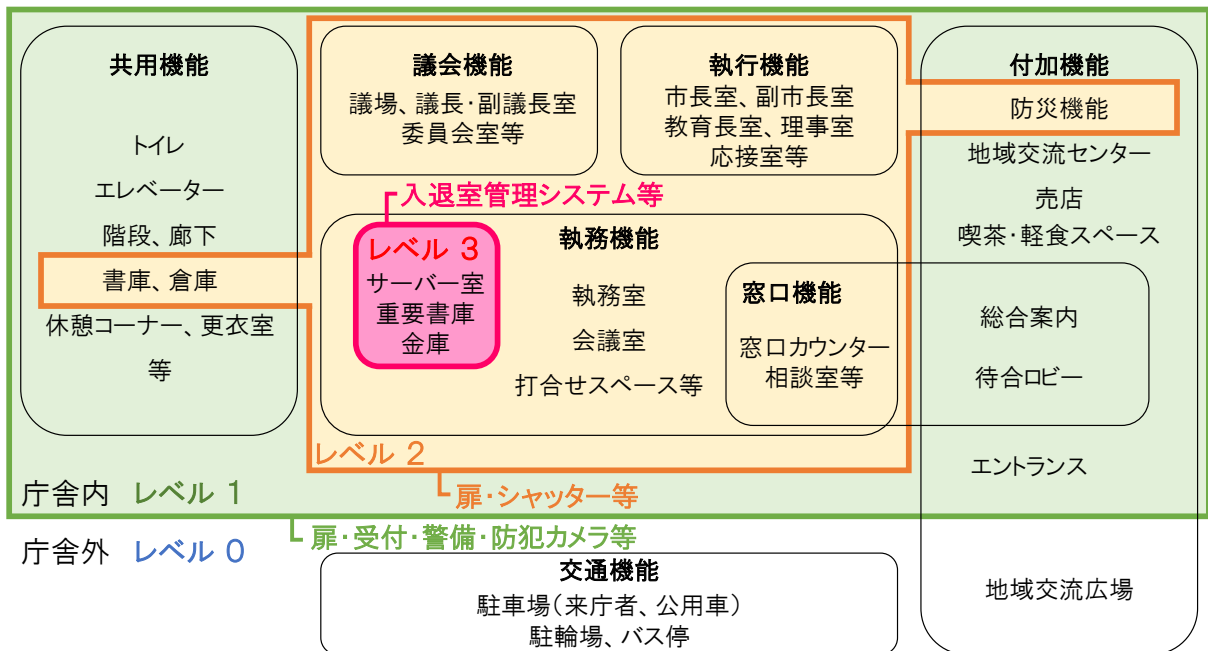 共用機能
トイレ
エレベーター
階段、廊下
書庫、倉庫
休憩コーナー、更衣室
等
議会機能
議場、議長・副議長室
委員会室等
執行機能
市長室、副市長室
教育長室、理事室
応接室等
入退室管理システム等
レベル 3
サーバー室
重要書庫
金庫
執務機能
執務室
会議室
打合せスペース等
窓口機能
窓口カウンター
相談室等
付加機能
防災機能
地域交流センター
売店
喫茶・軽食スペース
総合案内
待合ロビー
エントランス
レベル 2
扉・シャッター等
庁舎内 レベル 1
扉・受付・警備・防犯カメラ等
庁舎外 レベル 0
交通機能
駐車場(来庁者、公用車)
駐輪場、バス停
地域交流広場